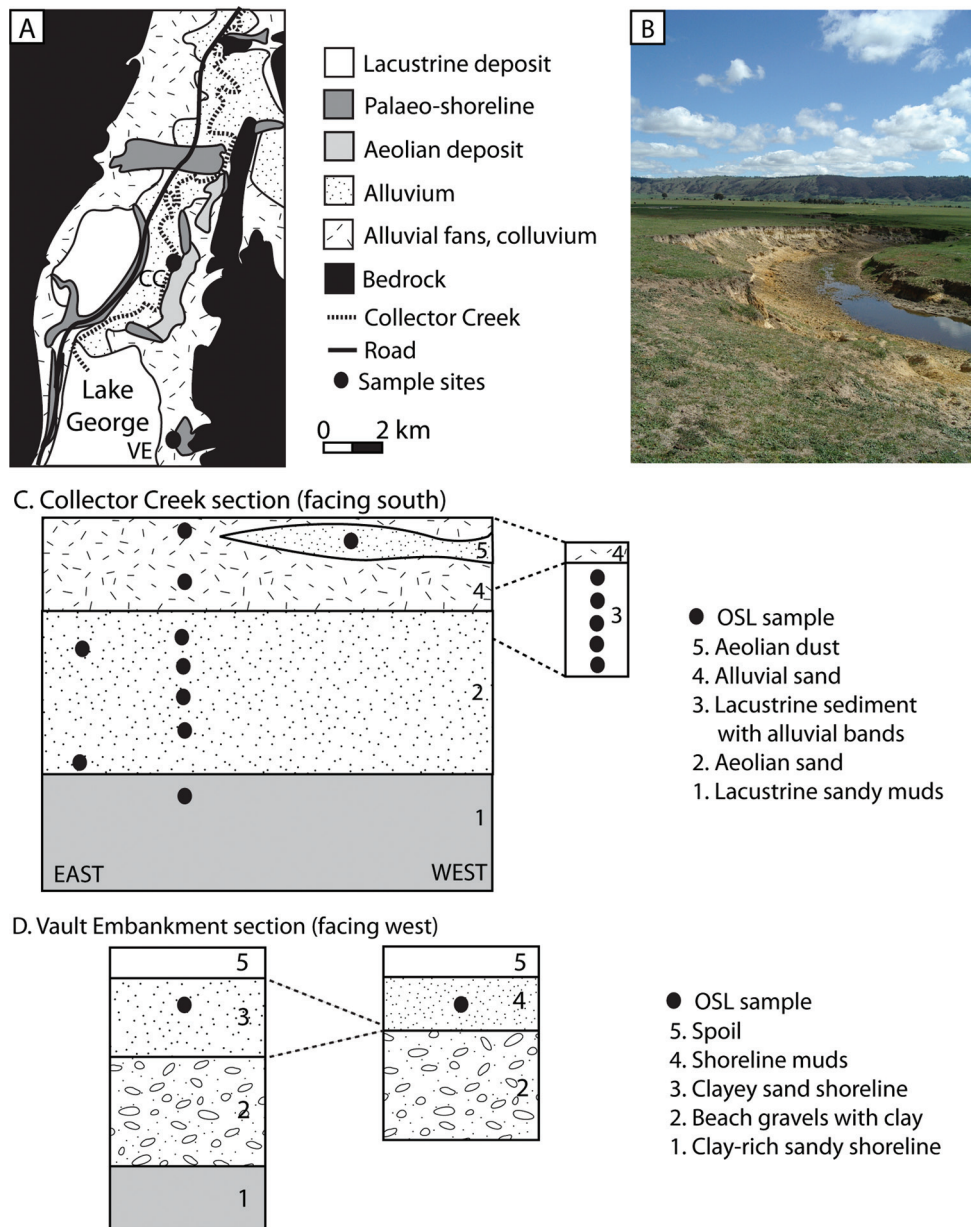 A
CC
Lake
George
VE
Lacustrine deposit
Palaeo-shoreline
Aeolian deposit
Alluvium
Alluvial fans, colluvium
Bedrock
Collector Creek
Road
Sample sites
0 2 km
B
C. Collector Creek section (facing south)
5
4
2
1
EAST WEST
4
3
OSL sample
5. Aeolian dust
4. Alluvial sand
3. Lacustrine sediment
with alluvial bands
2. Aeolian sand
1. Lacustrine sandy muds
D. Vault Embankment section (facing west)
5
3
2
1
5
4
2
OSL sample
5. Spoil
4. Shoreline muds
3. Clayey sand shoreline
2. Beach gravels with clay
1. Clay-rich sandy shoreline